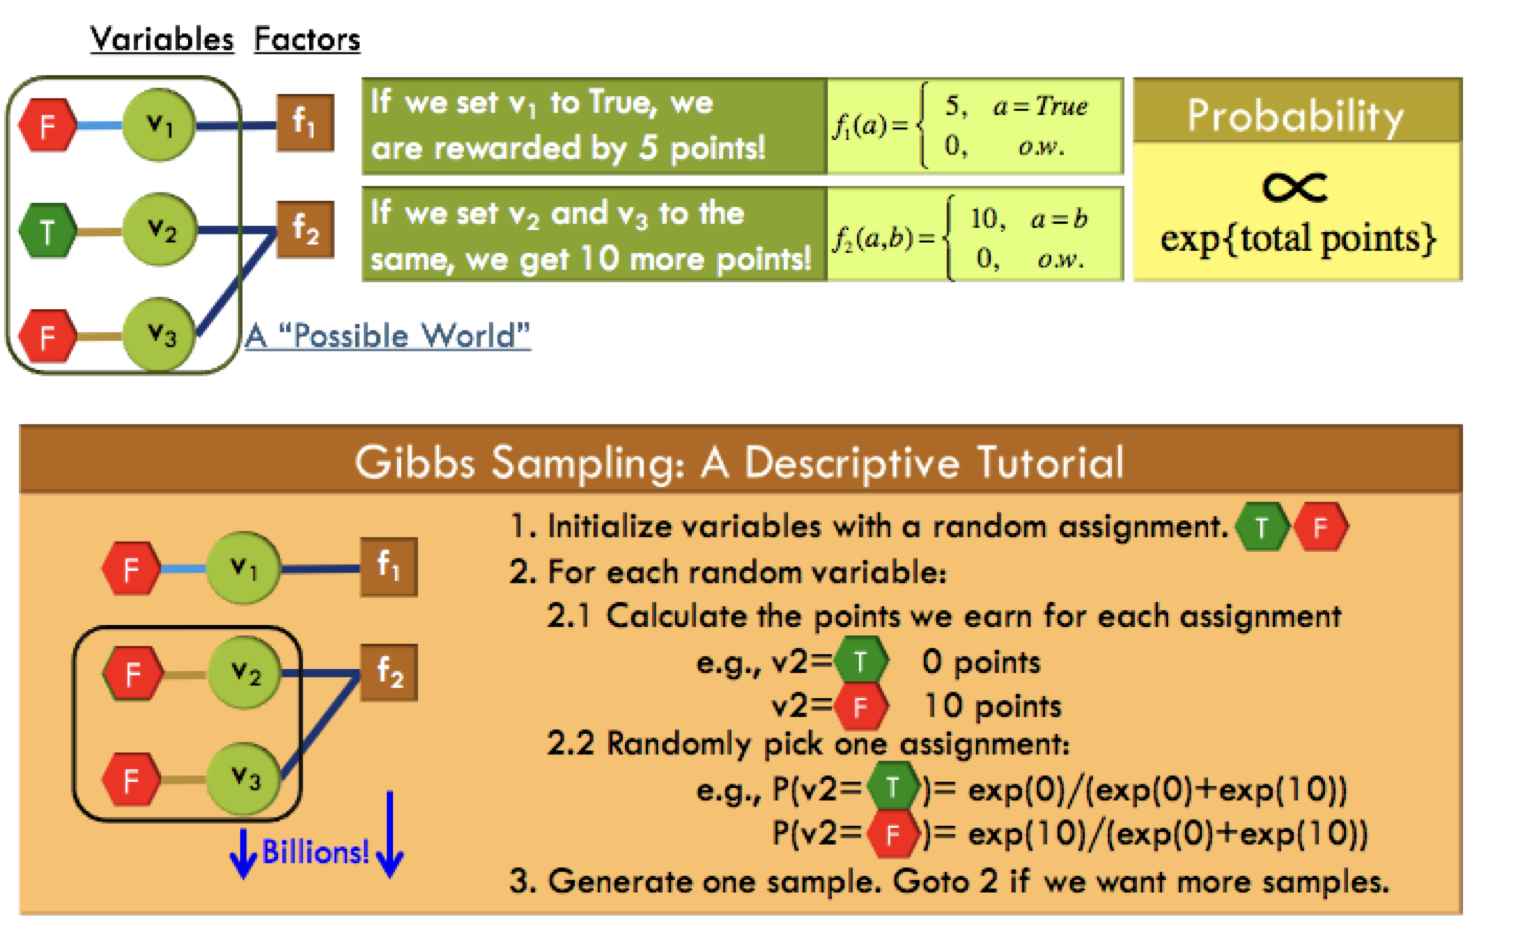 Variables Factors
F v1 f1
T v2 f2
F v3
If we set v1 to True, we
are rewarded by 5 points!
f1(a)= { 5, a=True
0, o.w.
If we set v2 and v3 to the
same, we get 10 more points!
f2(a,b)= { 10, a=b
0, o.w.
Probability
∝
exp{total points}
A “Possible World”
Gibbs Sampling: A Descriptive Tutorial
F v1 f1
F v2 f2
F v3
Billions!
1. Initialize variables with a random assignment. T F
2. For each random variable:
2.1 Calculate the points we earn for each assignment
e.g., v2= T 0 points
v2= F 10 points
2.2 Randomly pick one assignment:
e.g., P(v2= T )= exp(0)/(exp(0)+exp(10))
P(v2= F )= exp(10)/(exp(0)+exp(10))
3. Generate one sample. Goto 2 if we want more samples.